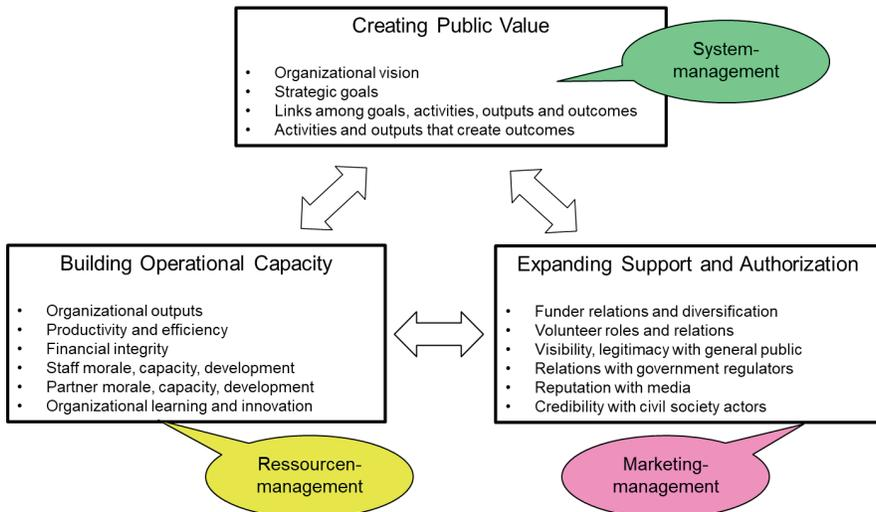 Creating Public Value
• Organizational vision
• Strategic goals
• Links among goals, activities, outputs and outcomes
• Activities and outputs that create outcomes
System-
management
Building Operational Capacity
• Organizational outputs
• Productivity and efficiency
• Financial integrity
• Staff morale, capacity, development
• Partner morale, capacity, development
• Organizational learning and innovation
Expanding Support and Authorization
• Funder relations and diversification
• Volunteer roles and relations
• Visibility, legitimacy with general public
• Relations with government regulators
• Reputation with media
• Credibility with civil society actors
Ressourcen-
management
Marketing-
management